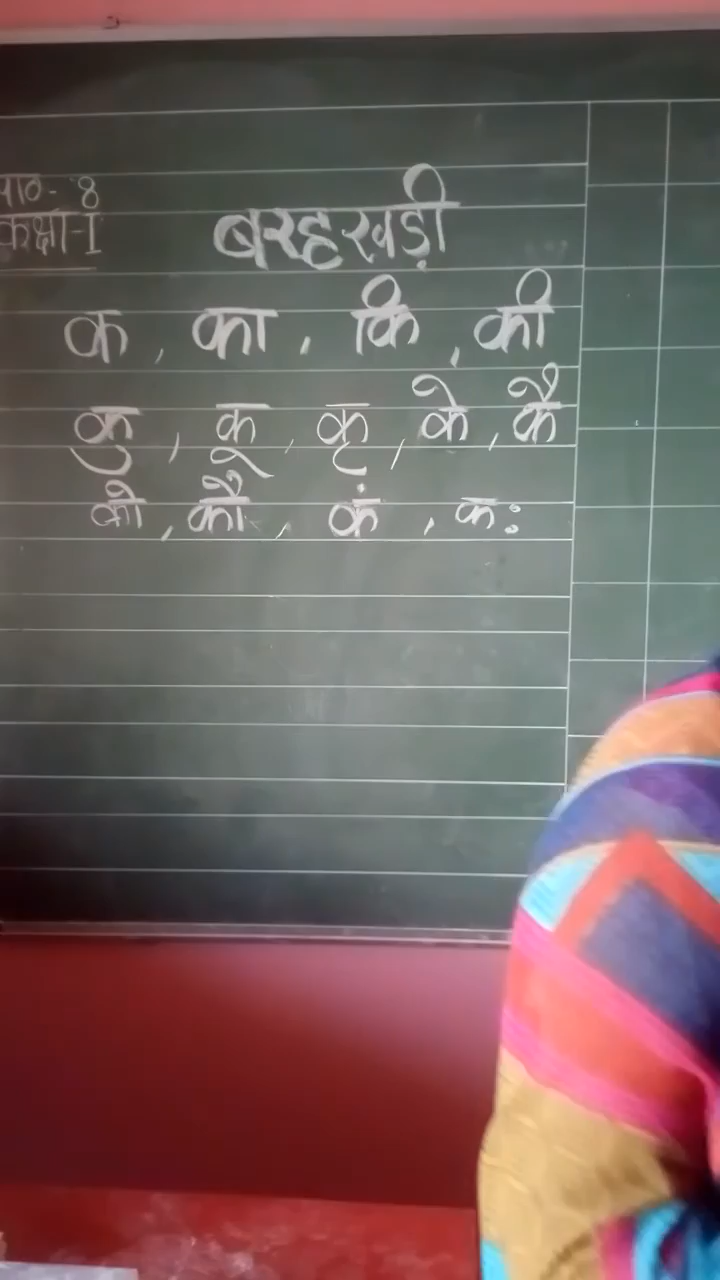 पाठ- 8
कक्षा-I
बरहखड़ी
क , का , कि , की
कु , कू , कृ , के , कै
को , कौ , कं , कः